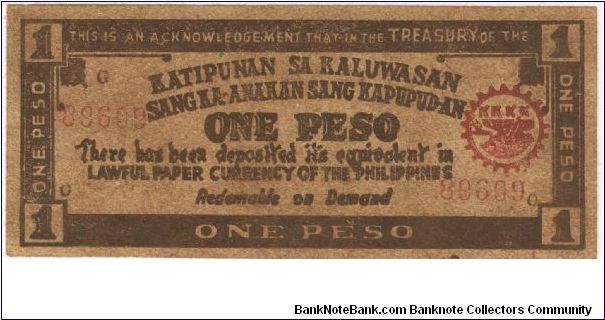 1 THIS IS AN ACKNOWLEDGEMENT THAT IN THE TREASURY OF THE 1
C
KATIPUNAN SA KALUWASAN
SANG KA-ANAKAN SANG KAPUPUD-AN
ONE PESO
ONE PESO
ONE PESO
89609
There has been deposited its equivalent in
LAWFUL PAPER CURRENCY OF THE PHILIPPINES
89609
Redemable on Demand
1 ONE PESO 1
BankNoteBank.com Banknote Collectors Community